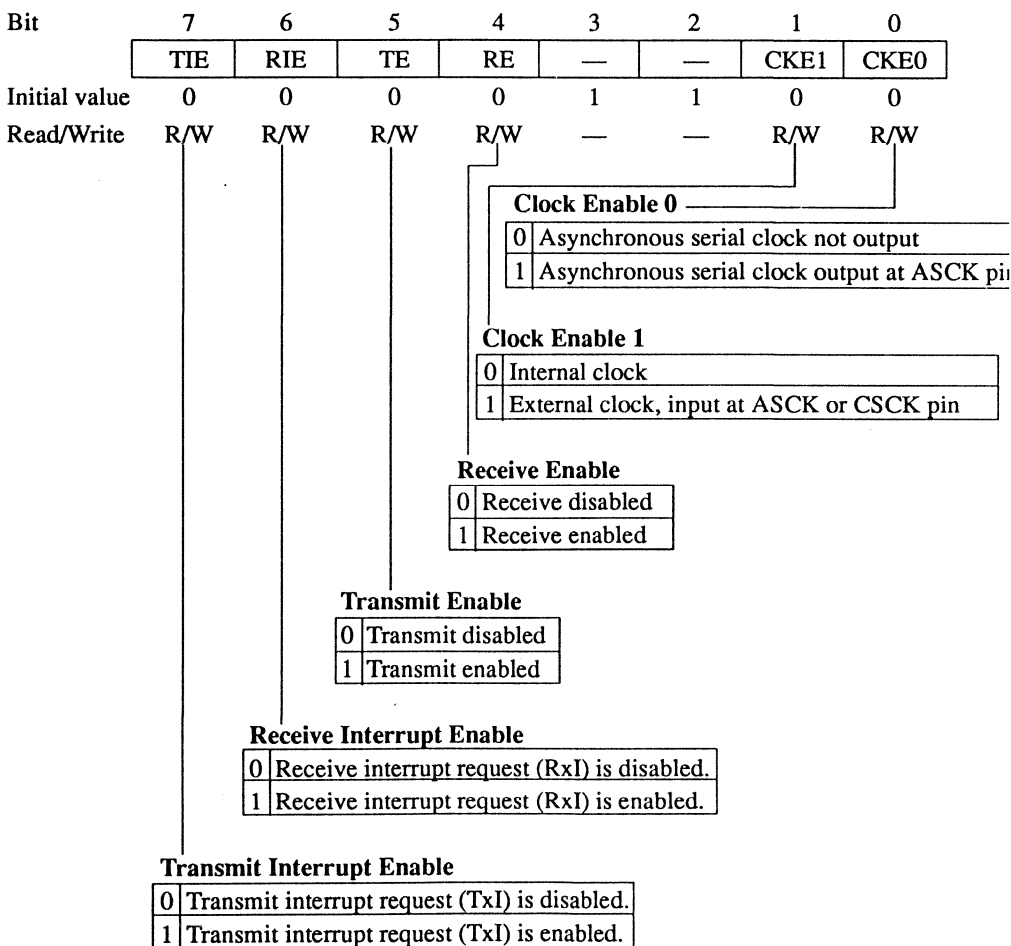 Bit 7 6 5 4 3 2 1 0
TIE RIE TE RE — — CKE1 CKE0
Initial value 0 0 0 0 1 1 0 0
Read/Write R/W R/W R/W R/W — — R/W R/W
Clock Enable 0
0 Asynchronous serial clock not output
1 Asynchronous serial clock output at ASCK
Clock Enable 1
0 Internal clock
1 External clock, input at ASCK or CSCK pin
Receive Enable
0 Receive disabled
1 Receive enabled
Transmit Enable
0 Transmit disabled
1 Transmit enabled
Receive Interrupt Enable
0 Receive interrupt request (RxI) is disabled.
1 Receive interrupt request (RxI) is enabled.
Transmit Interrupt Enable
0 Transmit interrupt request (TxI) is disabled.
1 Transmit interrupt request (TxI) is enabled.